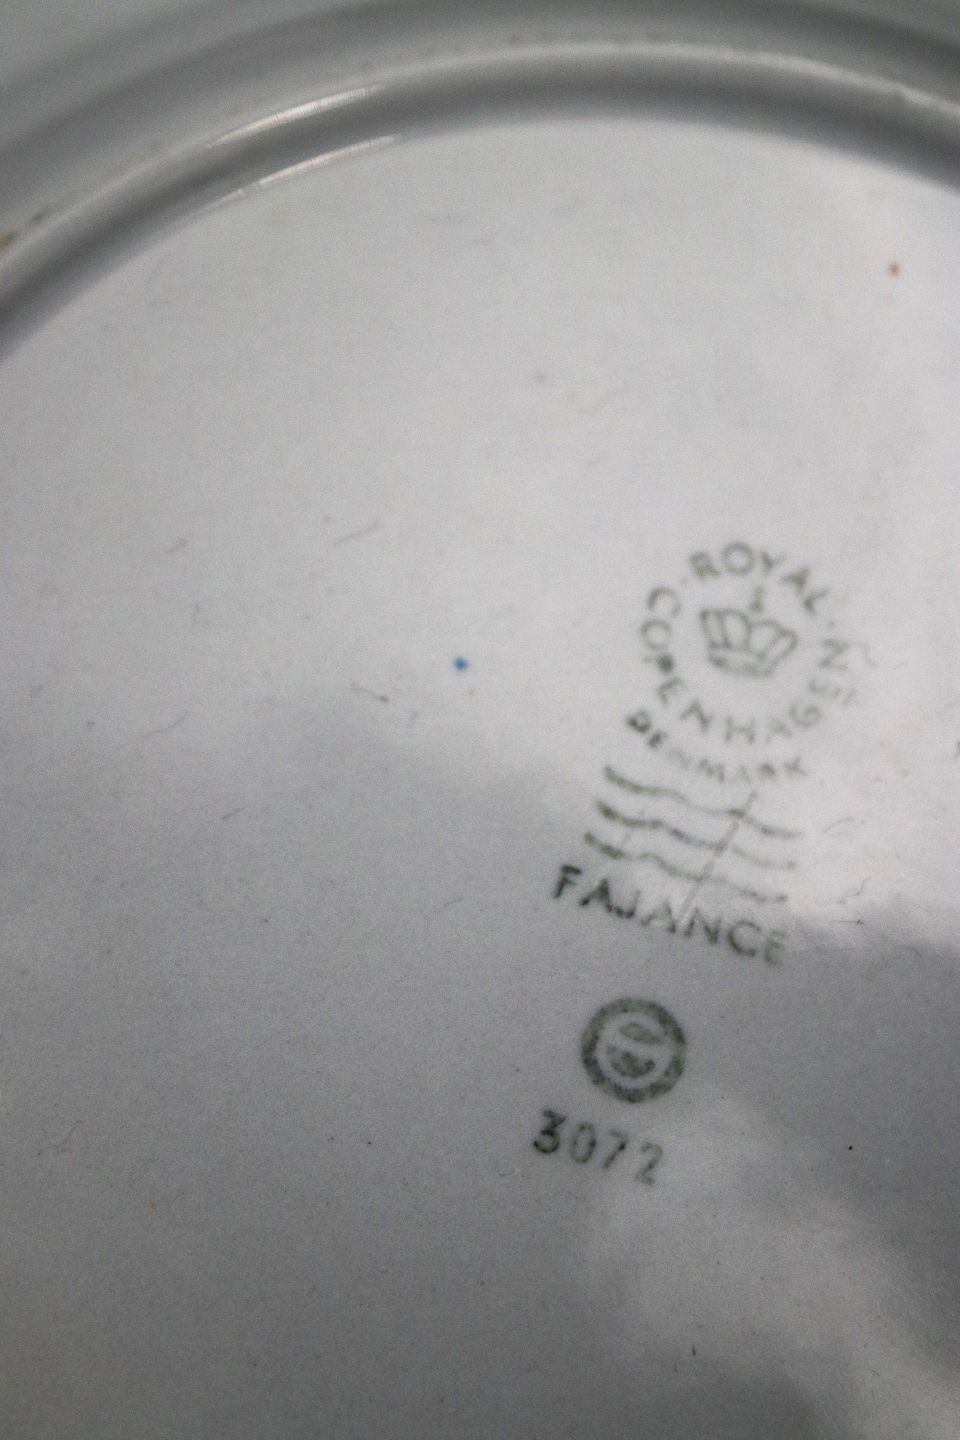 ROYAL
COPENHAGEN
DENMARK
FAJANCE
3072